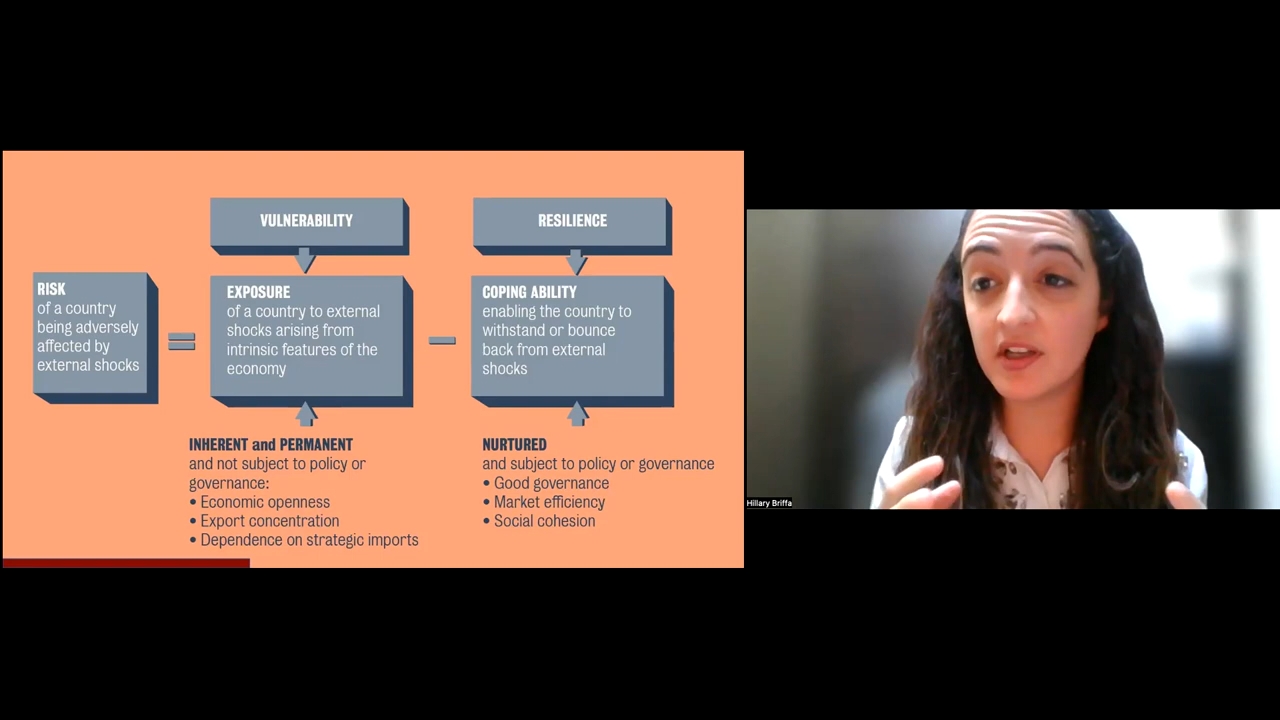 VULNERABILITY
RESILIENCE
RISK
of a country
being adversely
affected by
external shocks
EXPOSURE
of a country to external
shocks arising from
intrinsic features of the
economy
COPING ABILITY
enabling the country to
withstand or bounce
back from external
shocks
INHERENT and PERMANENT
and not subject to policy or
governance:
• Economic openness
• Export concentration
• Dependence on strategic imports
NURTURED
and subject to policy or governance
• Good governance
• Market efficiency
• Social cohesion
Hillary Briffa